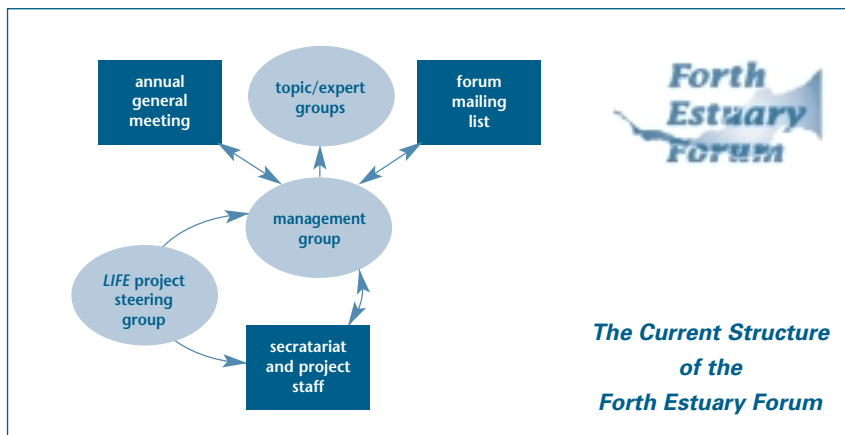 annual
general
meeting
topic/expert
groups
forum
mailing
list
Forth
Estuary
Forum
management
group
LIFE project
steering
group
secratariat
and project
staff
The Current Structure
of the
Forth Estuary Forum